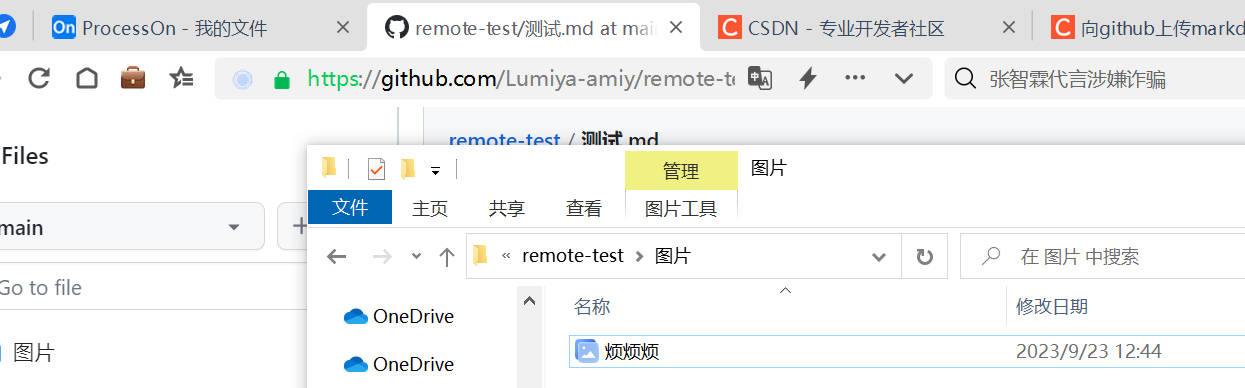 ProcessOn - 我的文件
remote-test/测试.md at mai
CSDN - 专业开发者社区
向github上传markd
https://github.com/Lumiya-amiy/remote-te
张智霖代言涉嫌诈骗
remote-test / 测试.md
Files
main
Go to file
图片
管理
图片
文件
主页
共享
查看
图片工具
« remote-test > 图片
在 图片 中搜索
名称
修改日期
OneDrive
烦烦烦
2023/9/23 12:44
OneDrive